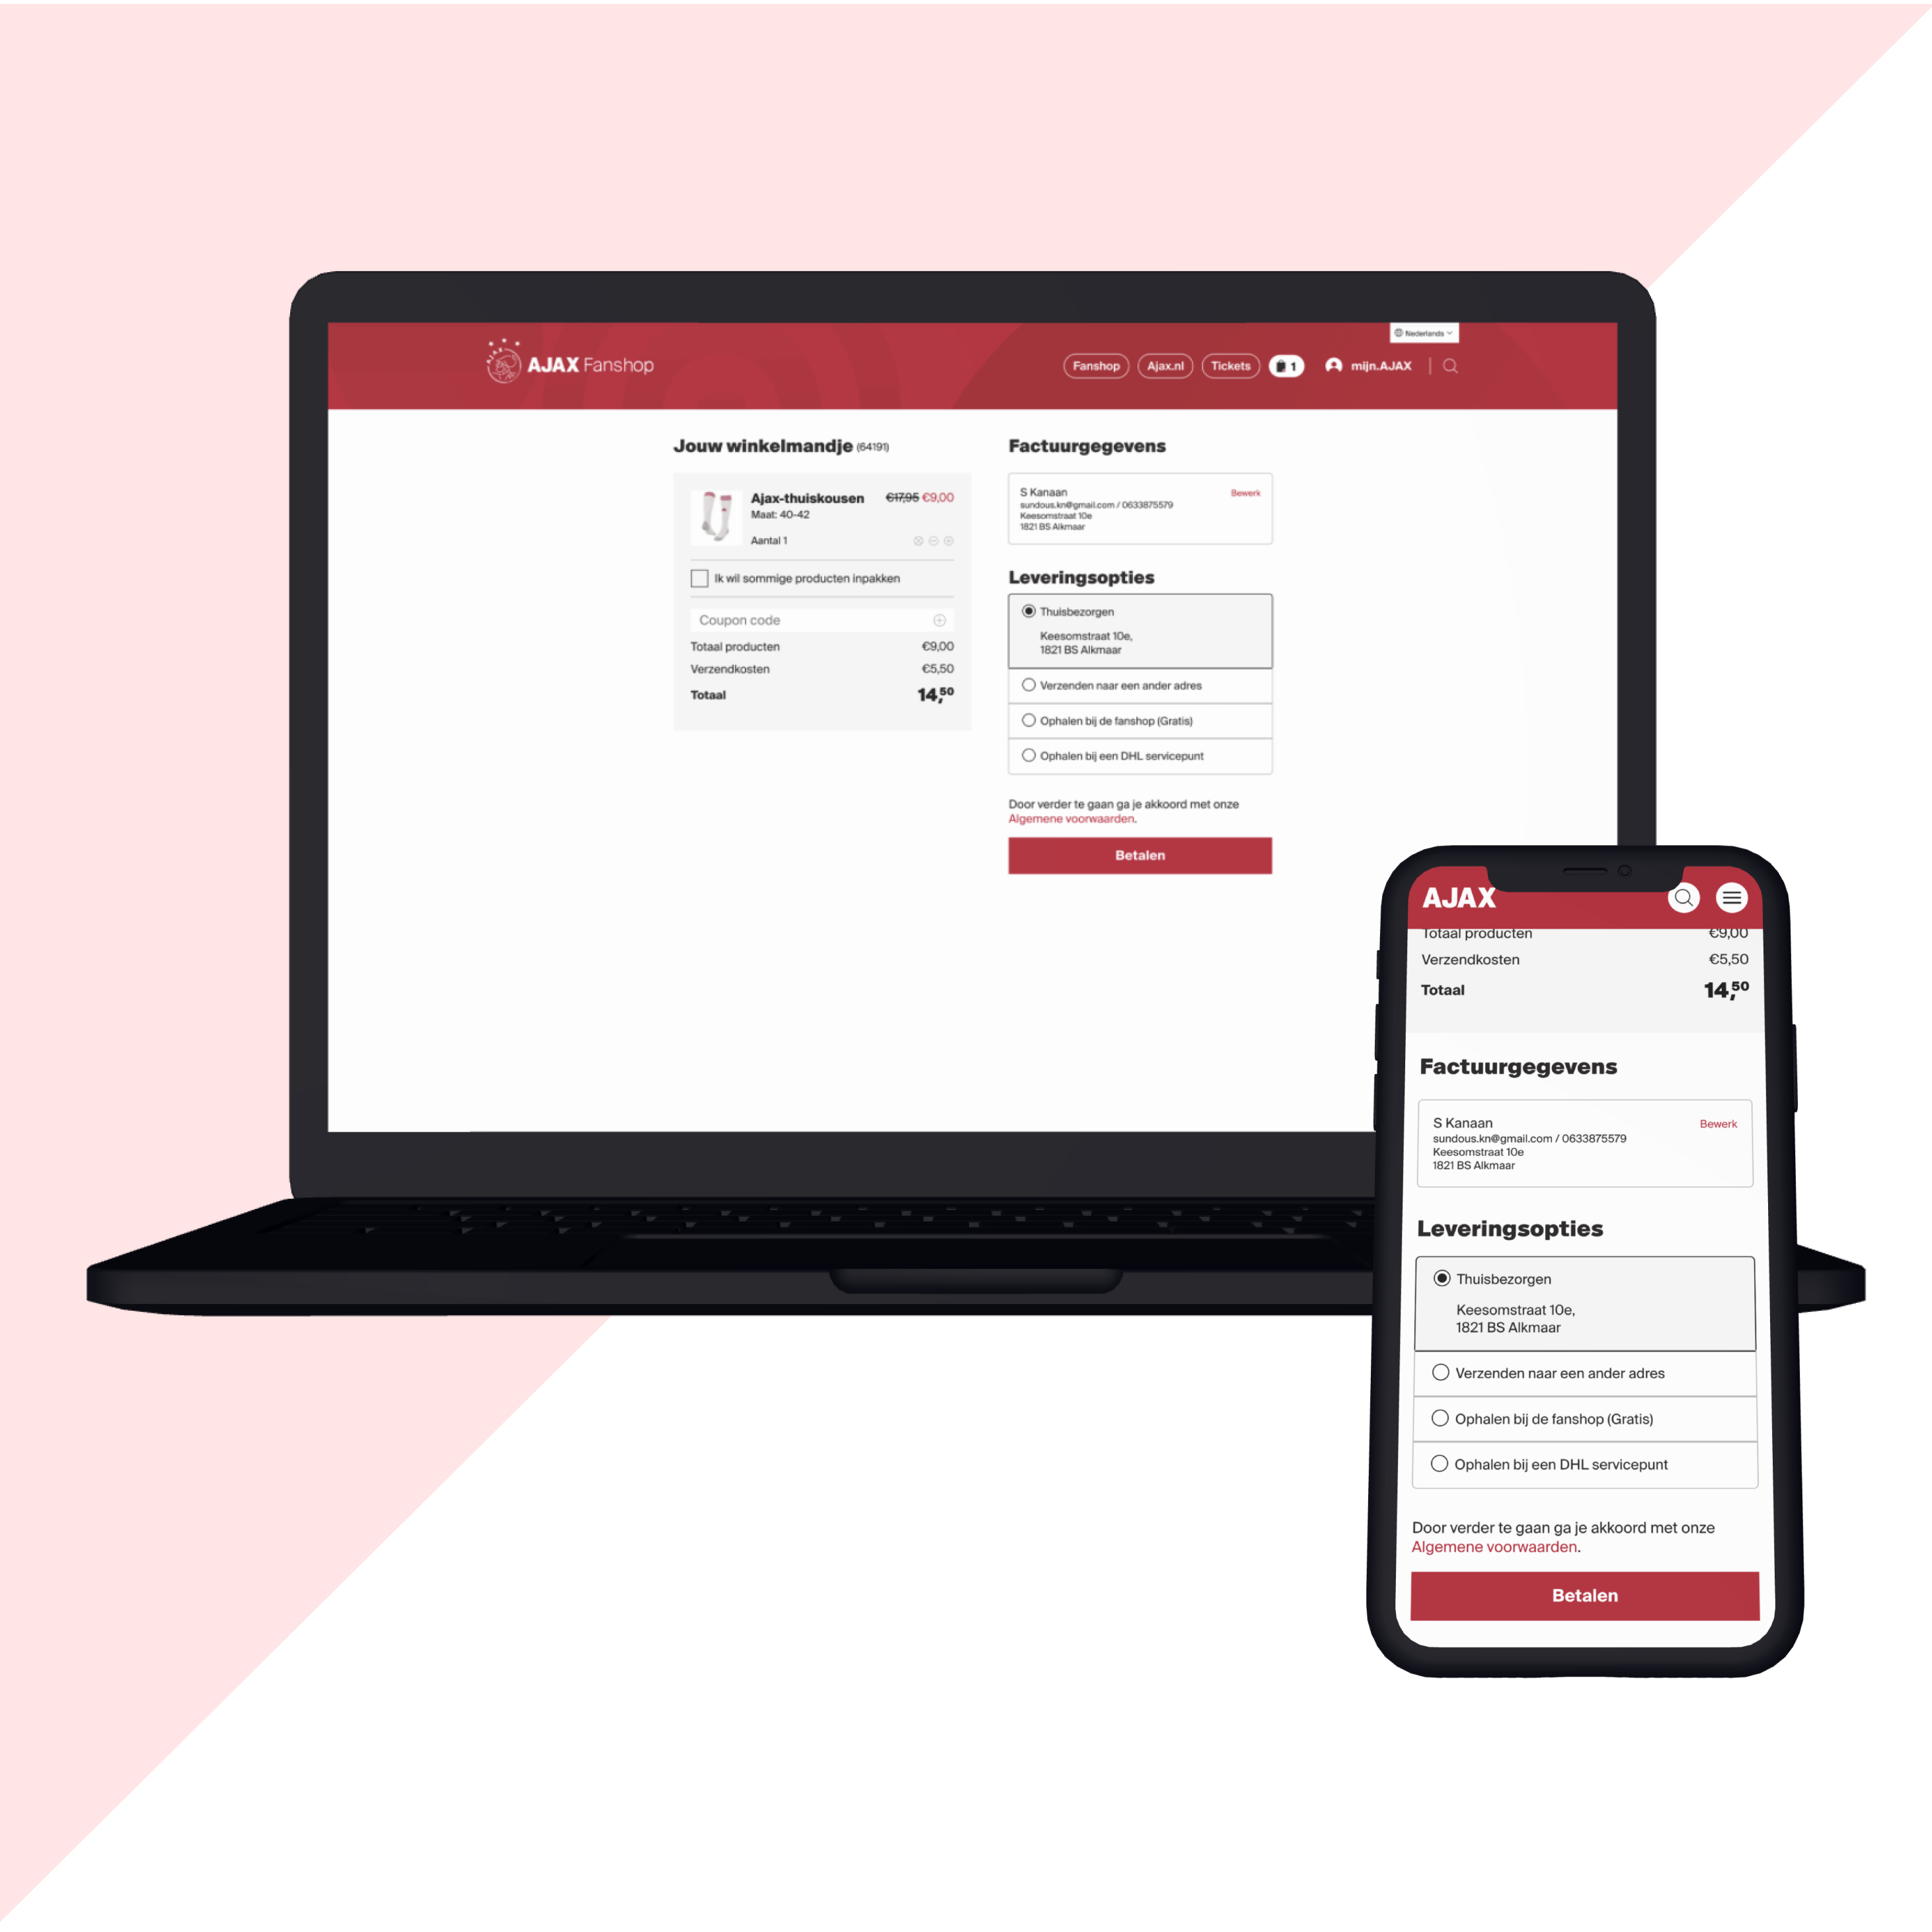 Nederlands
AJAX Fanshop
Fanshop
Ajax.nl
Tickets
1
mijn.AJAX
Jouw winkelmandje (64191)
Ajax-thuiskousen €17,95 €9,00
Maat: 40-42
Aantal 1
Ik wil sommige producten inpakken
Coupon code
Totaal producten €9,00
Verzendkosten €5,50
Totaal 14,50
Factuurgegevens
S Kanaan Bewerk
sundous.kn@gmail.com / 0633875579
Keesomstraat 10e
1821 BS Alkmaar
Leveringsopties
Thuisbezorgen
Keesomstraat 10e,
1821 BS Alkmaar
Verzenden naar een ander adres
Ophalen bij de fanshop (Gratis)
Ophalen bij een DHL servicepunt
Door verder te gaan ga je akkoord met onze
Algemene voorwaarden.
Betalen
AJAX
Totaal producten €9,00
Verzendkosten €5,50
Totaal 14,50
Factuurgegevens
S Kanaan Bewerk
sundous.kn@gmail.com / 0633875579
Keesomstraat 10e
1821 BS Alkmaar
Leveringsopties
Thuisbezorgen
Keesomstraat 10e,
1821 BS Alkmaar
Verzenden naar een ander adres
Ophalen bij de fanshop (Gratis)
Ophalen bij een DHL servicepunt
Door verder te gaan ga je akkoord met onze
Algemene voorwaarden.
Betalen